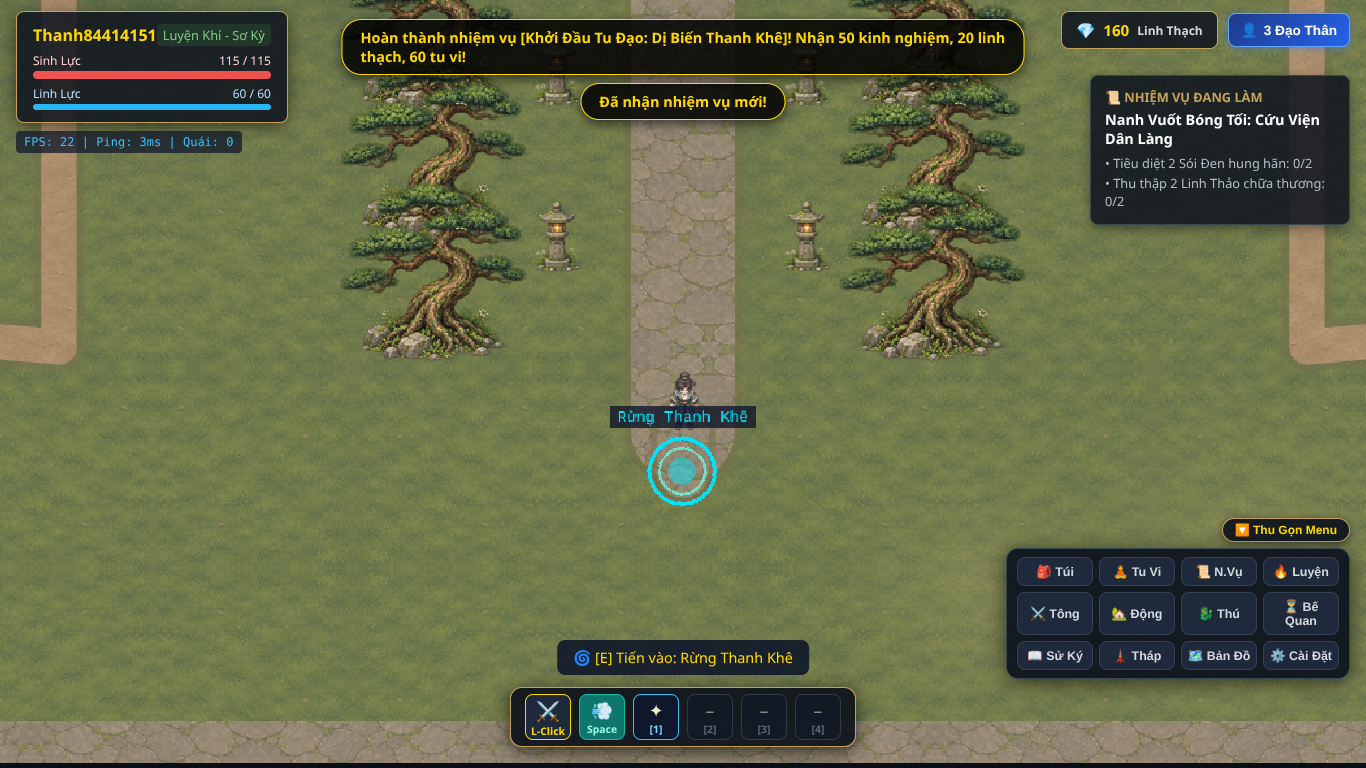 Thanh84414151 Luyện Khí - Sơ Kỳ
Sinh Lực 115 / 115
Linh Lực 60 / 60
FPS: 22 | Ping: 3ms | Quái: 0
Hoàn thành nhiệm vụ [Khởi Đầu Tu Đạo: Dị Biến Thanh Khê]! Nhận 50 kinh nghiệm, 20 linh
thạch, 60 tu vi!
Đã nhận nhiệm vụ mới!
160 Linh Thạch
3 Đạo Thân
NHIỆM VỤ ĐANG LÀM
Nanh Vuốt Bóng Tối: Cứu Viện
Dân Làng
• Tiêu diệt 2 Sói Đen hung hãn: 0/2
• Thu thập 2 Linh Thảo chữa thương:
0/2
Rừng Thanh Khê
Thu Gọn Menu
Túi Tu Vi N.Vụ Luyện
Tông Động Thú Bế
Quan
Sử Ký Tháp Bản Đồ Cài Đặt
[E] Tiến vào: Rừng Thanh Khê
L-Click Space [1] [2] [3] [4]